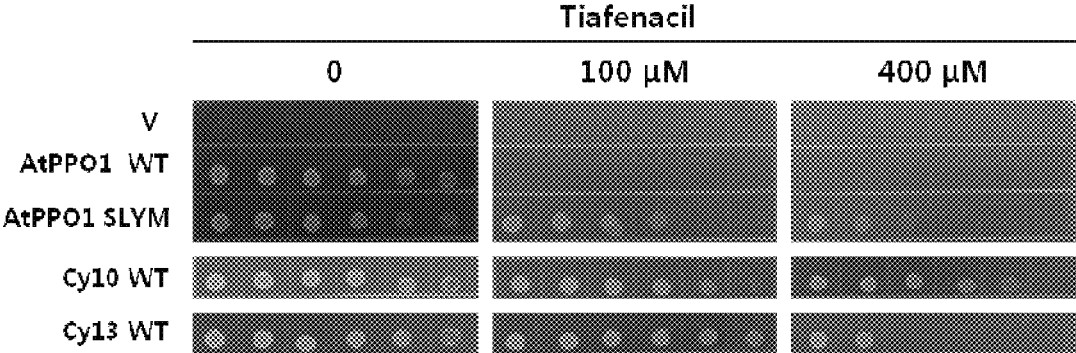 Tiafenacil
0 100 μM 400 μM
V
AtPPO1 WT
AtPPO1 SLYM
Cy10 WT
Cy13 WT